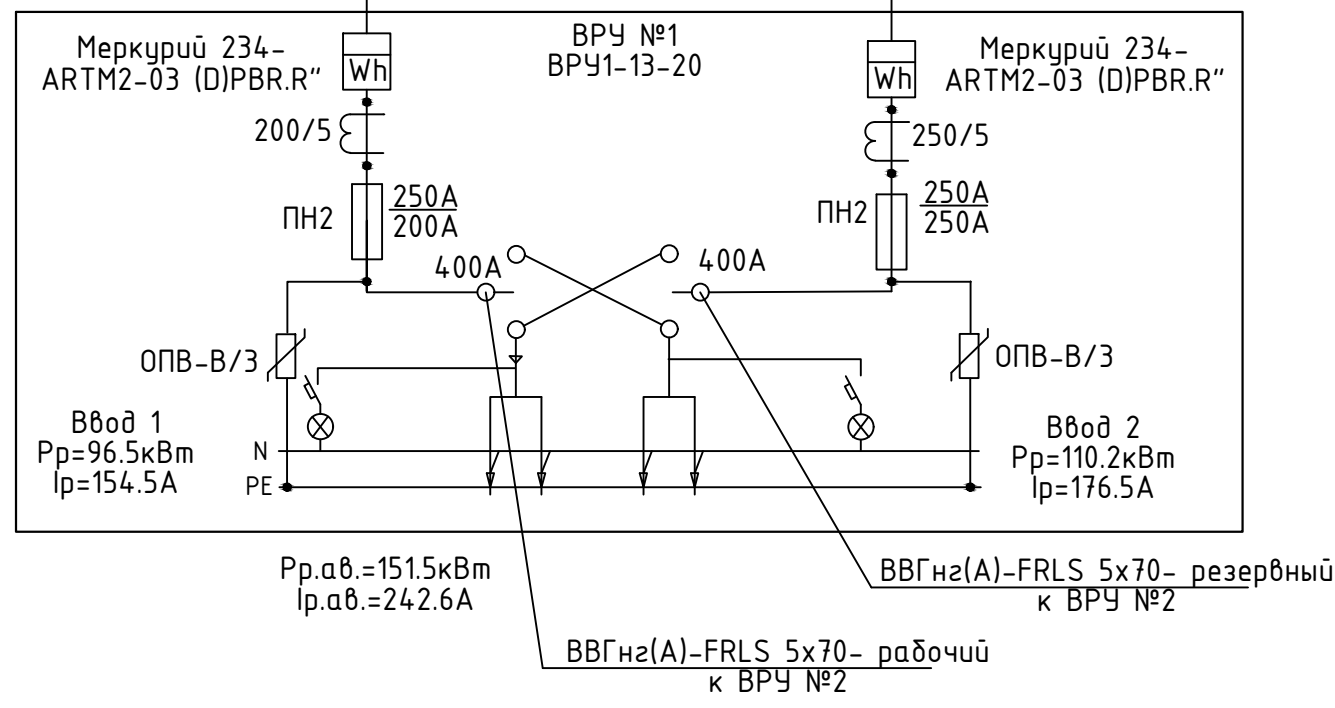 Меркурий 234-
ARTM2-03 (D)PBR.R"
Wh
ВРУ №1
ВРУ1-13-20
Wh
Меркурий 234-
ARTM2-03 (D)PBR.R"
200/5
250/5
ПН2
250А
200А
ПН2
250А
250А
400А
400А
ОПВ-В/3
ОПВ-В/3
Ввод 1
Рр=96.5кВт
Iр=154.5А
N
PE
Ввод 2
Рр=110.2кВт
Iр=176.5А
Рр.ав.=151.5кВт
Iр.ав.=242.6А
ВВГнг(А)-FRLS 5х70- резервный
к ВРУ №2
ВВГнг(А)-FRLS 5х70- рабочий
к ВРУ №2